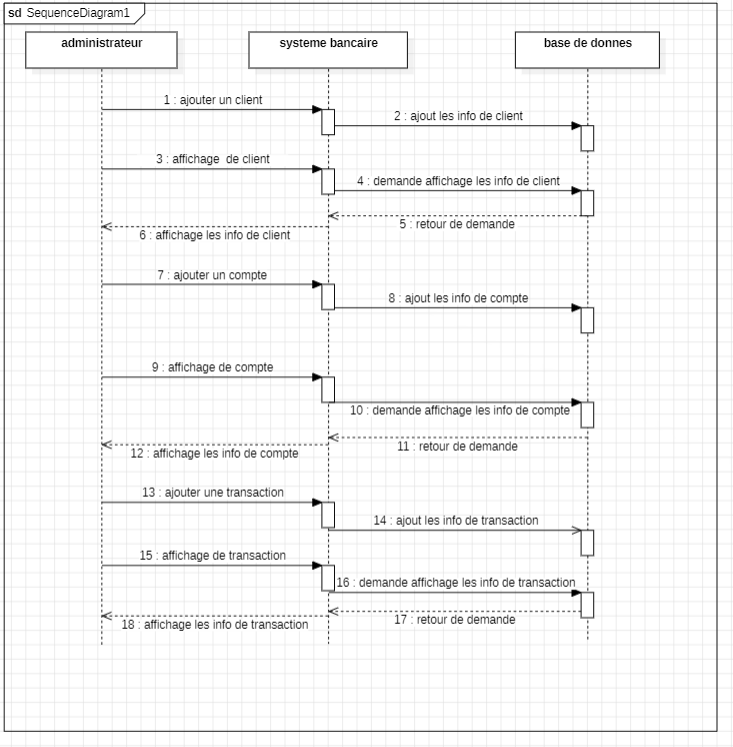 sd SequenceDiagram1
administrateur
systeme bancaire
base de donnes
1 : ajouter un client
2 : ajout les info de client
3 : affichage  de client
4 : demande affichage les info de client
5 : retour de demande
6 : affichage les info de client
7 : ajouter un compte
8 : ajout les info de compte
9 : affichage de compte
10 : demande affichage les info de compte
11 : retour de demande
12 : affichage les info de compte
13 : ajouter une transaction
14 : ajout les info de transaction
15 : affichage de transaction
16 : demande affichage les info de transaction
17 : retour de demande
18 : affichage les info de transaction